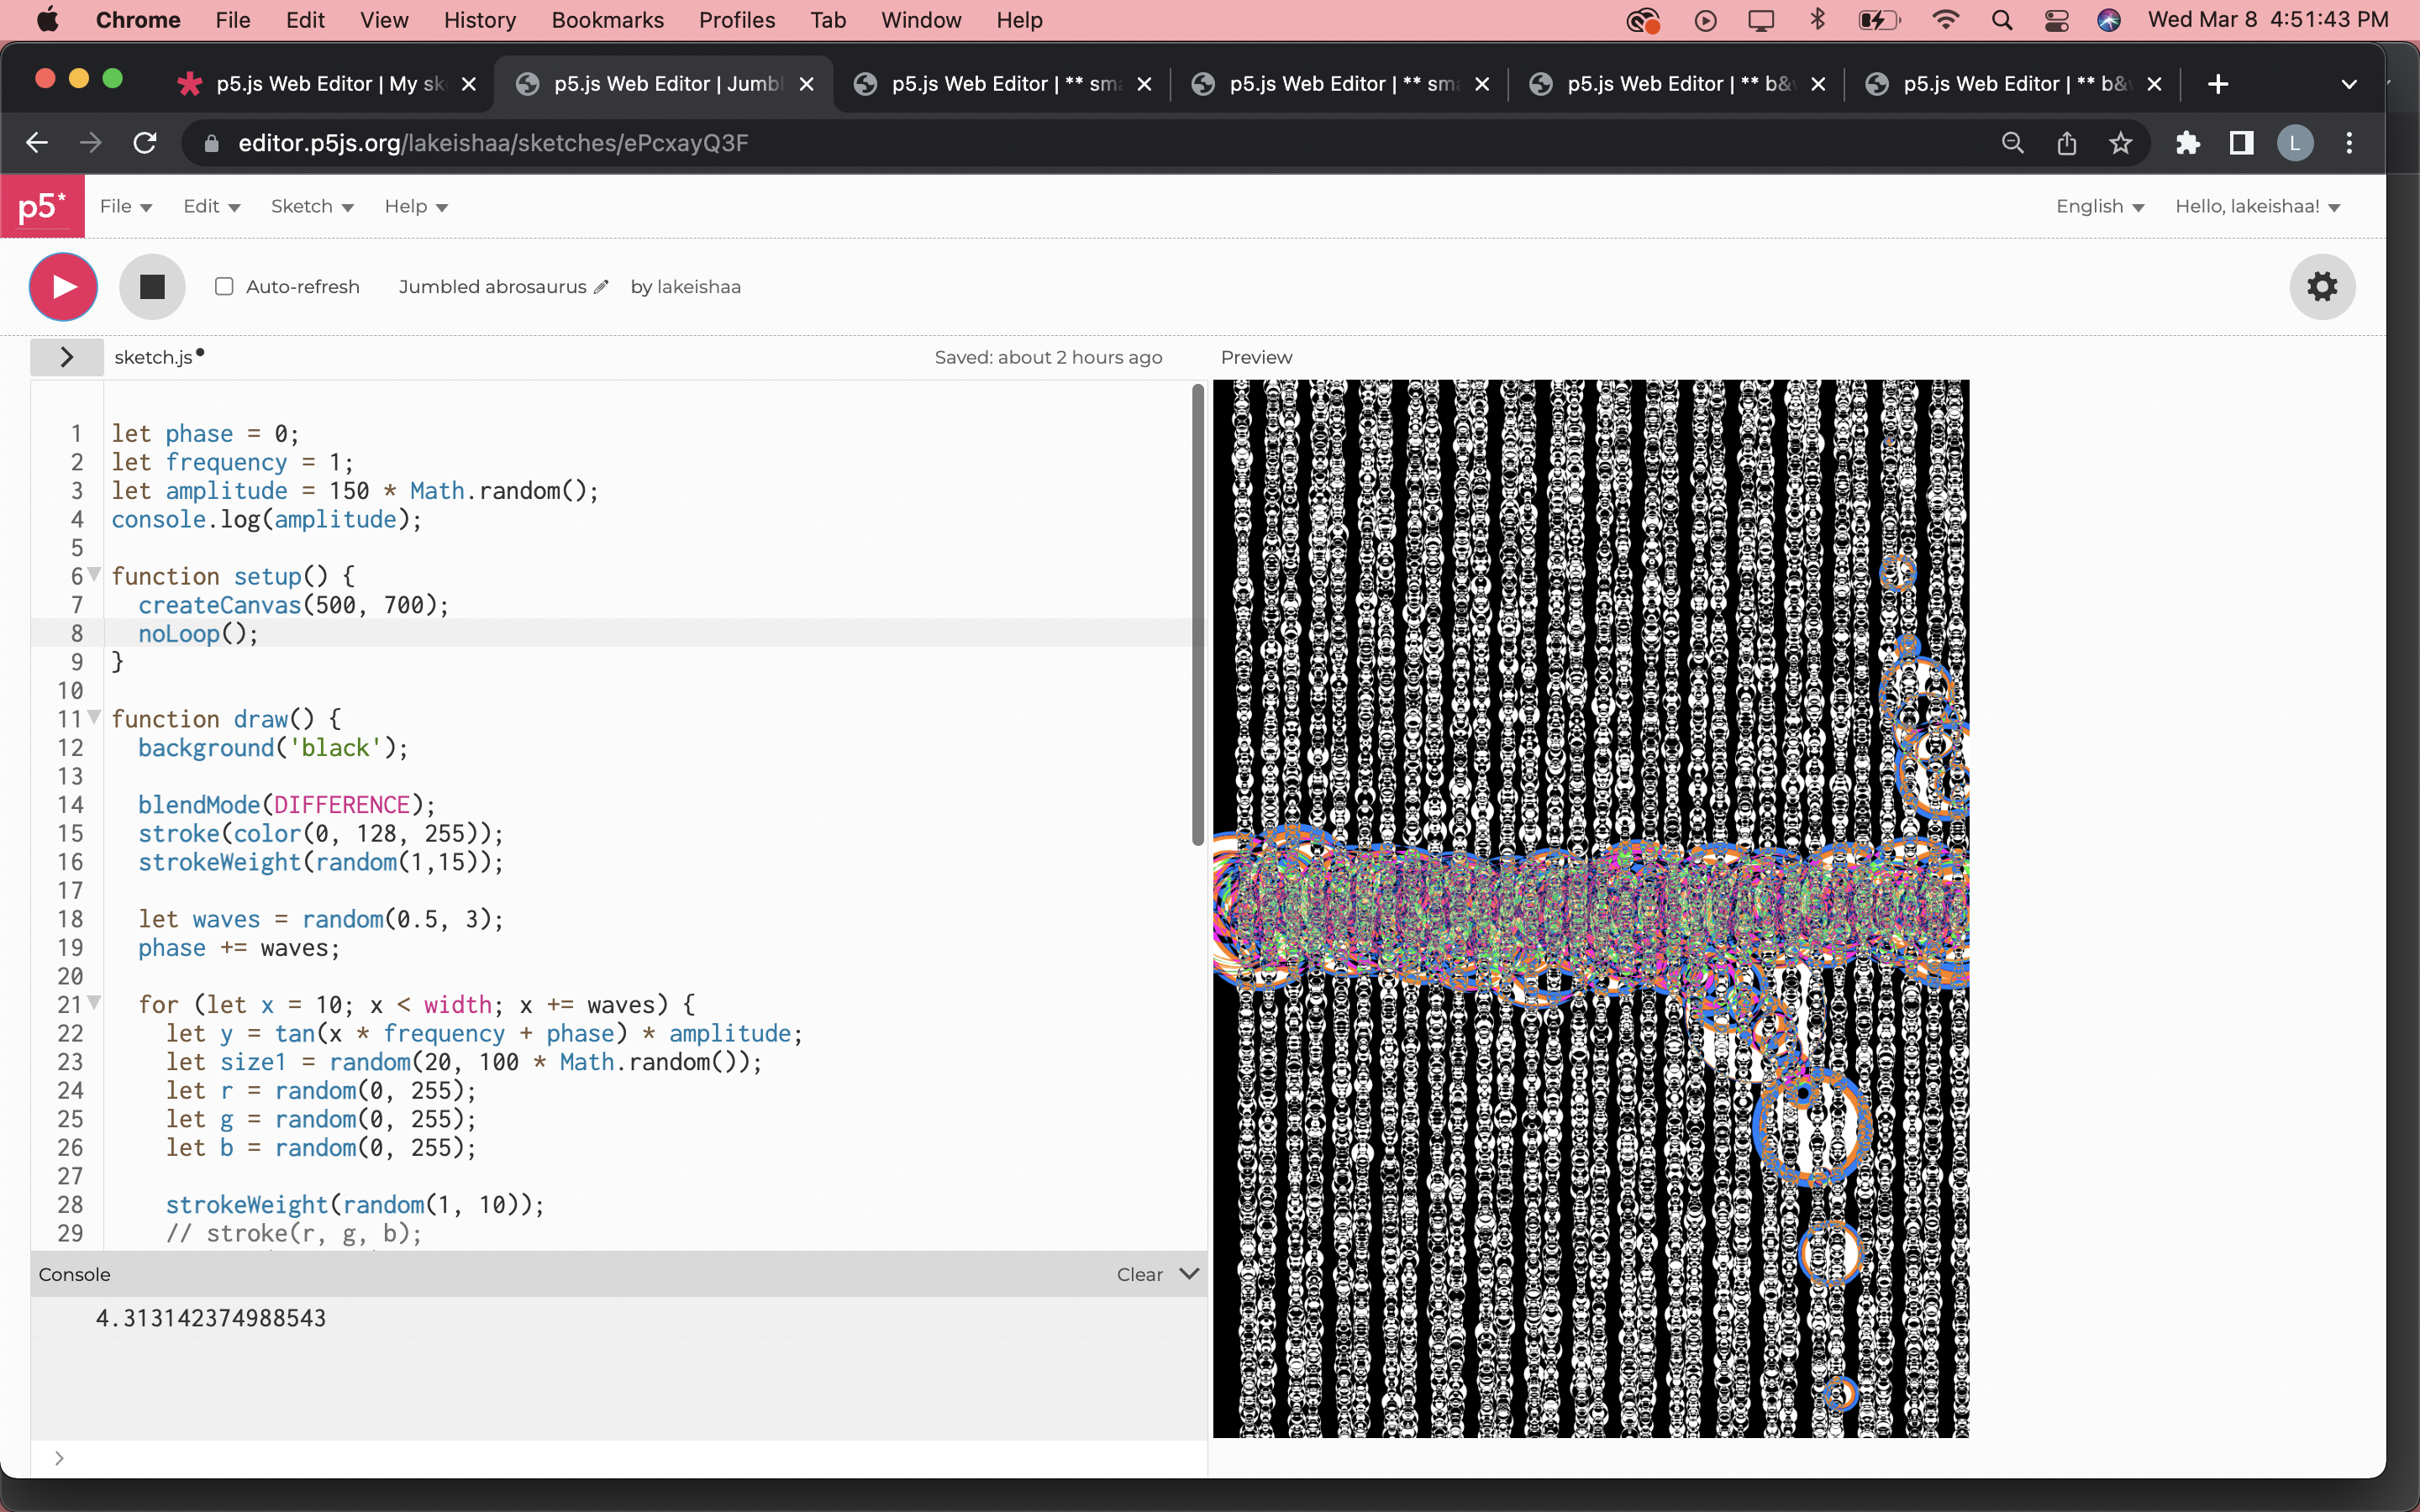 Chrome File Edit View History Bookmarks Profiles Tab Window Help Wed Mar 8 4:51:43 PM
p5.js Web Editor | My sk p5.js Web Editor | Jumbl p5.js Web Editor | ** sma p5.js Web Editor | ** sm p5.js Web Editor | ** b& p5.js Web Editor | ** b&
editor.p5js.org/lakeishaa/sketches/ePcxayQ3F L
p5* File Edit Sketch Help English Hello, lakeishaa!
Auto-refresh Jumbled abrosaurus by lakeishaa
sketch.js Saved: about 2 hours ago Preview
1 let phase = 0;
2 let frequency = 1;
3 let amplitude = 150 * Math.random();
4 console.log(amplitude);
5
6 function setup() {
7 createCanvas(500, 700);
8 noLoop();
9 }
10
11 function draw() {
12 background('black');
13
14 blendMode(DIFFERENCE);
15 stroke(color(0, 128, 255));
16 strokeWeight(random(1,15));
17
18 let waves = random(0.5, 3);
19 phase += waves;
20
21 for (let x = 10; x < width; x += waves) {
22 let y = tan(x * frequency + phase) * amplitude;
23 let size1 = random(20, 100 * Math.random());
24 let r = random(0, 255);
25 let g = random(0, 255);
26 let b = random(0, 255);
27
28 strokeWeight(random(1, 10));
29 // stroke(r, g, b);
Console Clear
4.313142374988543
>